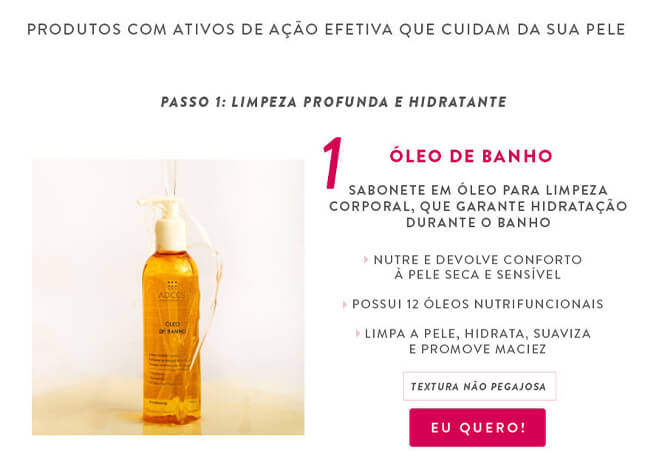 PRODUTOS COM ATIVOS DE AÇÃO EFETIVA QUE CUIDAM DA SUA PELE
PASSO 1: LIMPEZA PROFUNDA E HIDRATANTE
1
ÓLEO DE BANHO
SABONETE EM ÓLEO PARA LIMPEZA
CORPORAL, QUE GARANTE HIDRATAÇÃO
DURANTE O BANHO
NUTRE E DEVOLVE CONFORTO
À PELE SECA E SENSÍVEL
POSSUI 12 ÓLEOS NUTRIFUNCIONAIS
LIMPA A PELE, HIDRATA, SUAVIZA
E PROMOVE MACIEZ
TEXTURA NÃO PEGAJOSA
EU QUERO!
ADCOS
ÓLEO
DE BANHO